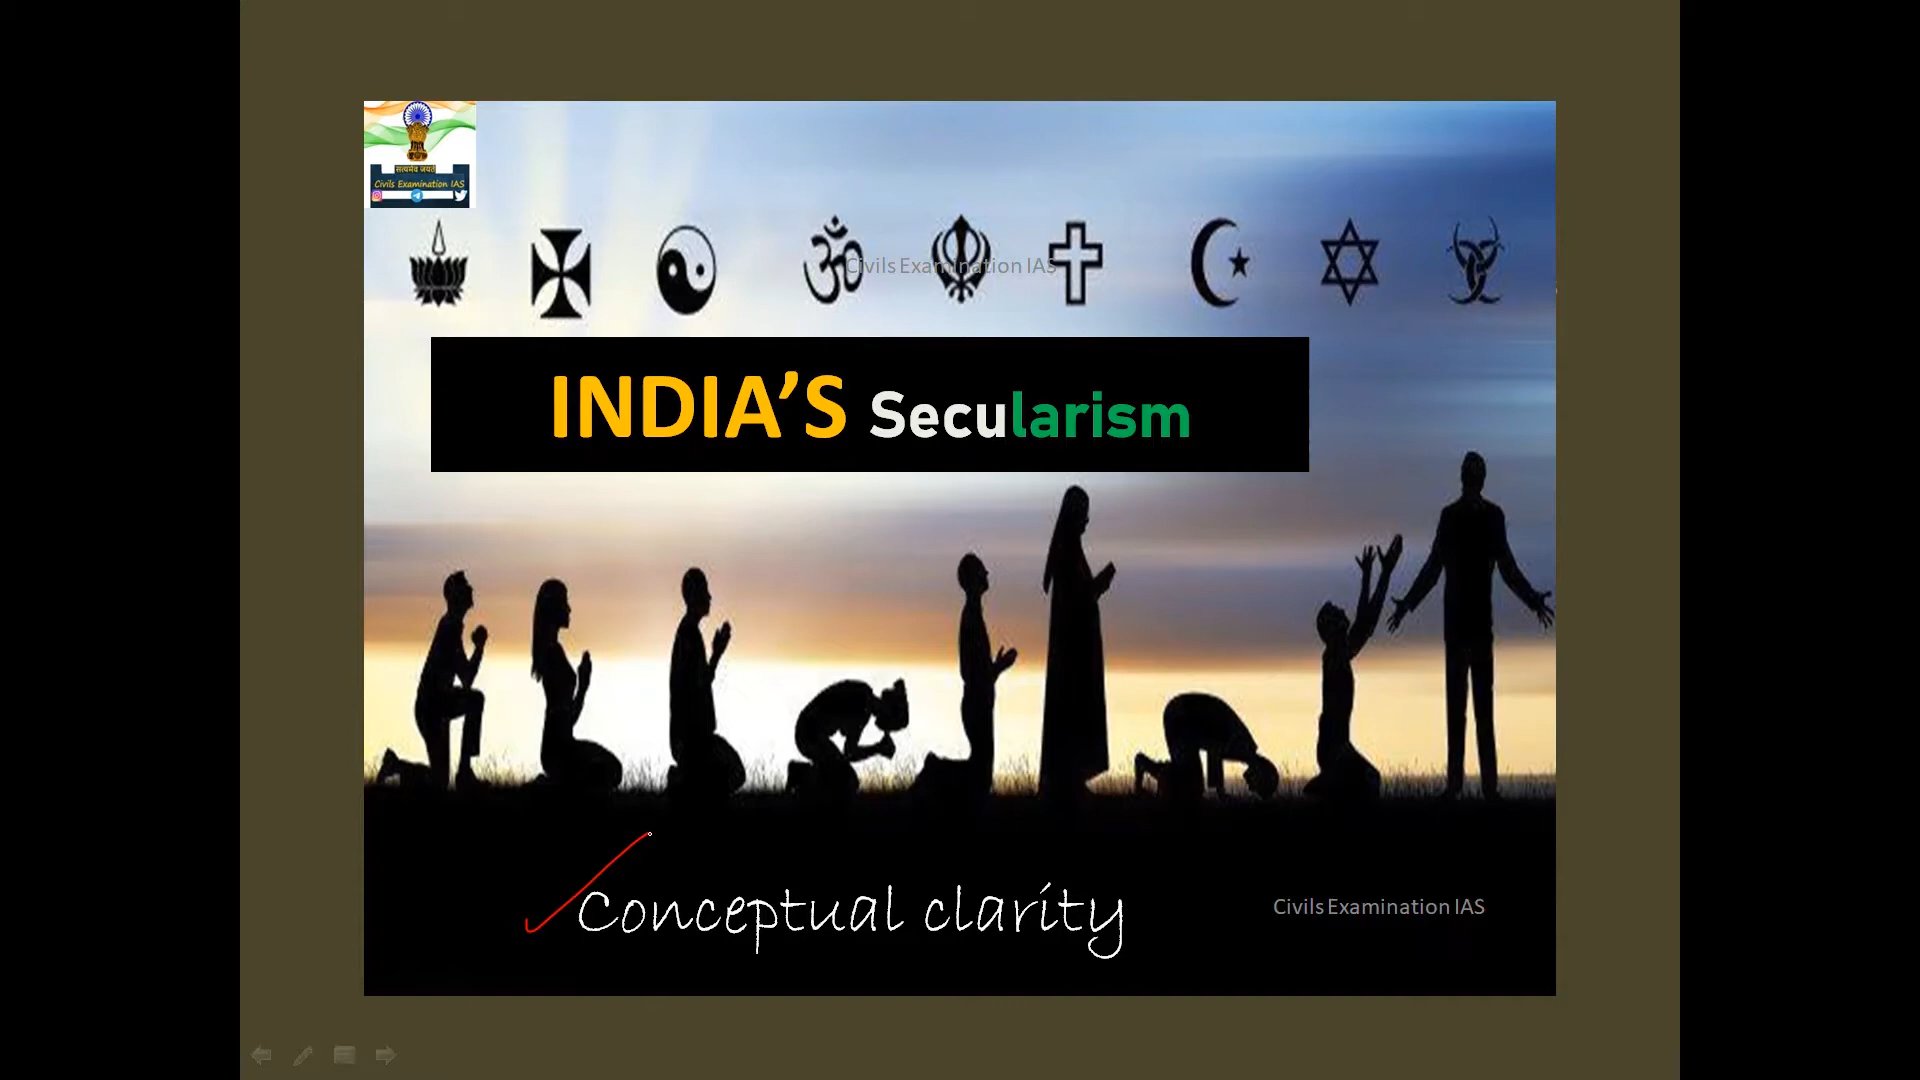 सत्यमेव जयते
Civils Examination IAS
Civils Examination IAS
INDIA'S Secularism
Conceptual clarity
Civils Examination IAS